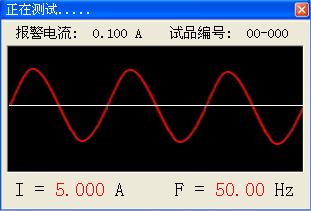 正在测试.....
报警电流: 0.100 A 试品编号: 00-000
I = 5.000 A F = 50.00 Hz